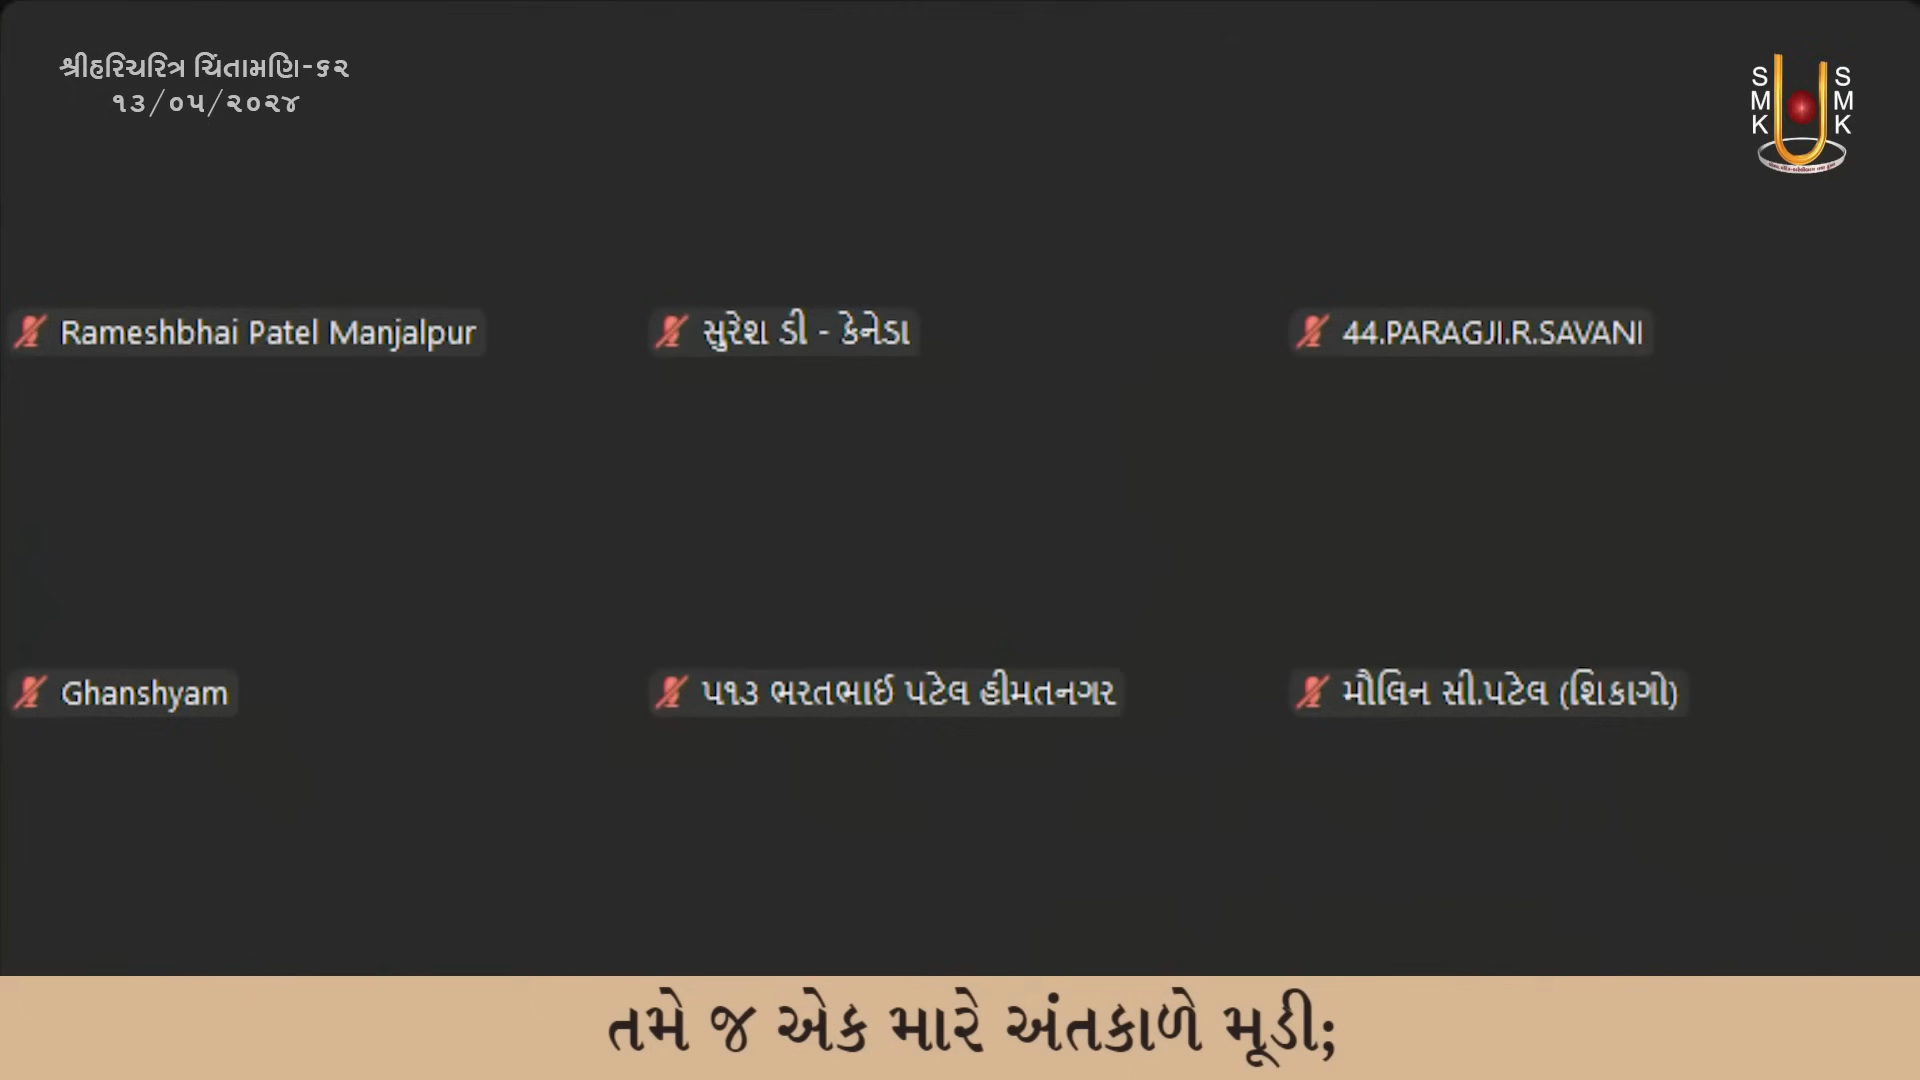 શ્રીહરિચરિત્ર ચિંતામણિ-૬૨
૧૩/૦૫/૨૦૨૪
S S
M M
K K
Rameshbhai Patel Manjalpur
સુરેશ ડી - કેનેડા
44.PARAGJI.R.SAVANI
Ghanshyam
પ૧૩ ભરતભાઈ પટેલ હીમતનગર
મૌલિન સી.પટેલ (શિકાગો)
તમે જ એક મારે અંતકાળે મૂડી;